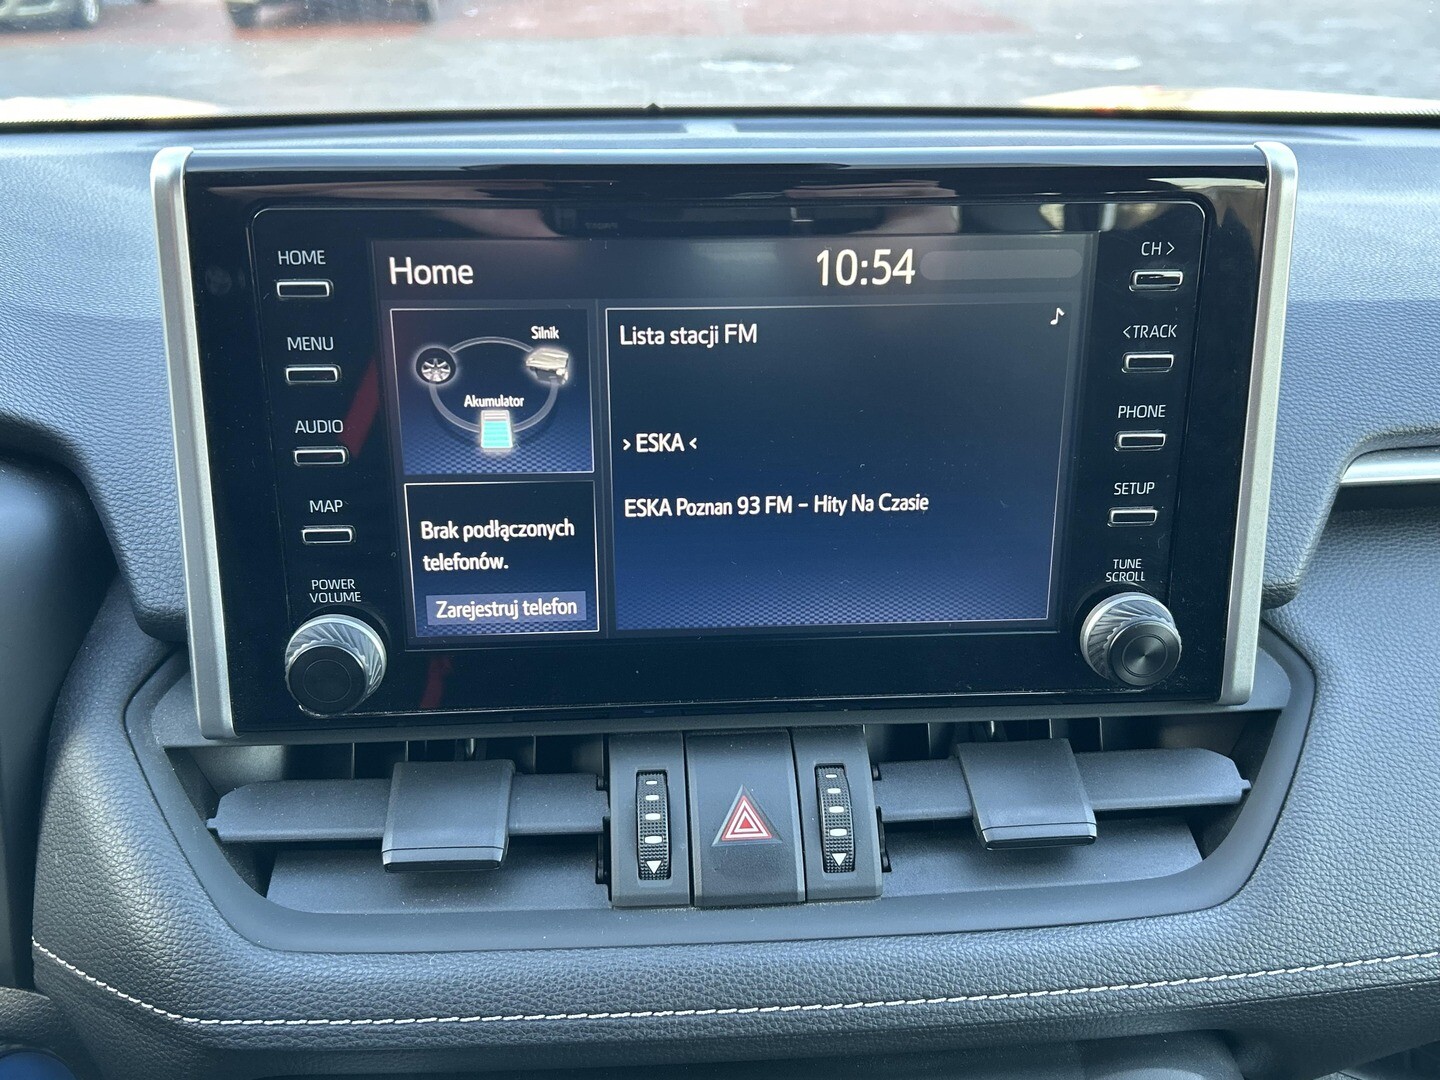 HOME
MENU
AUDIO
MAP
POWER
VOLUME
Home
10:54
Silnik
Akumulator
Brak podłączonych
telefonów.
Zarejestruj telefon
Lista stacji FM
> ESKA <
ESKA Poznan 93 FM – Hity Na Czasie
CH >
< TRACK
PHONE
SETUP
TUNE
SCROLL